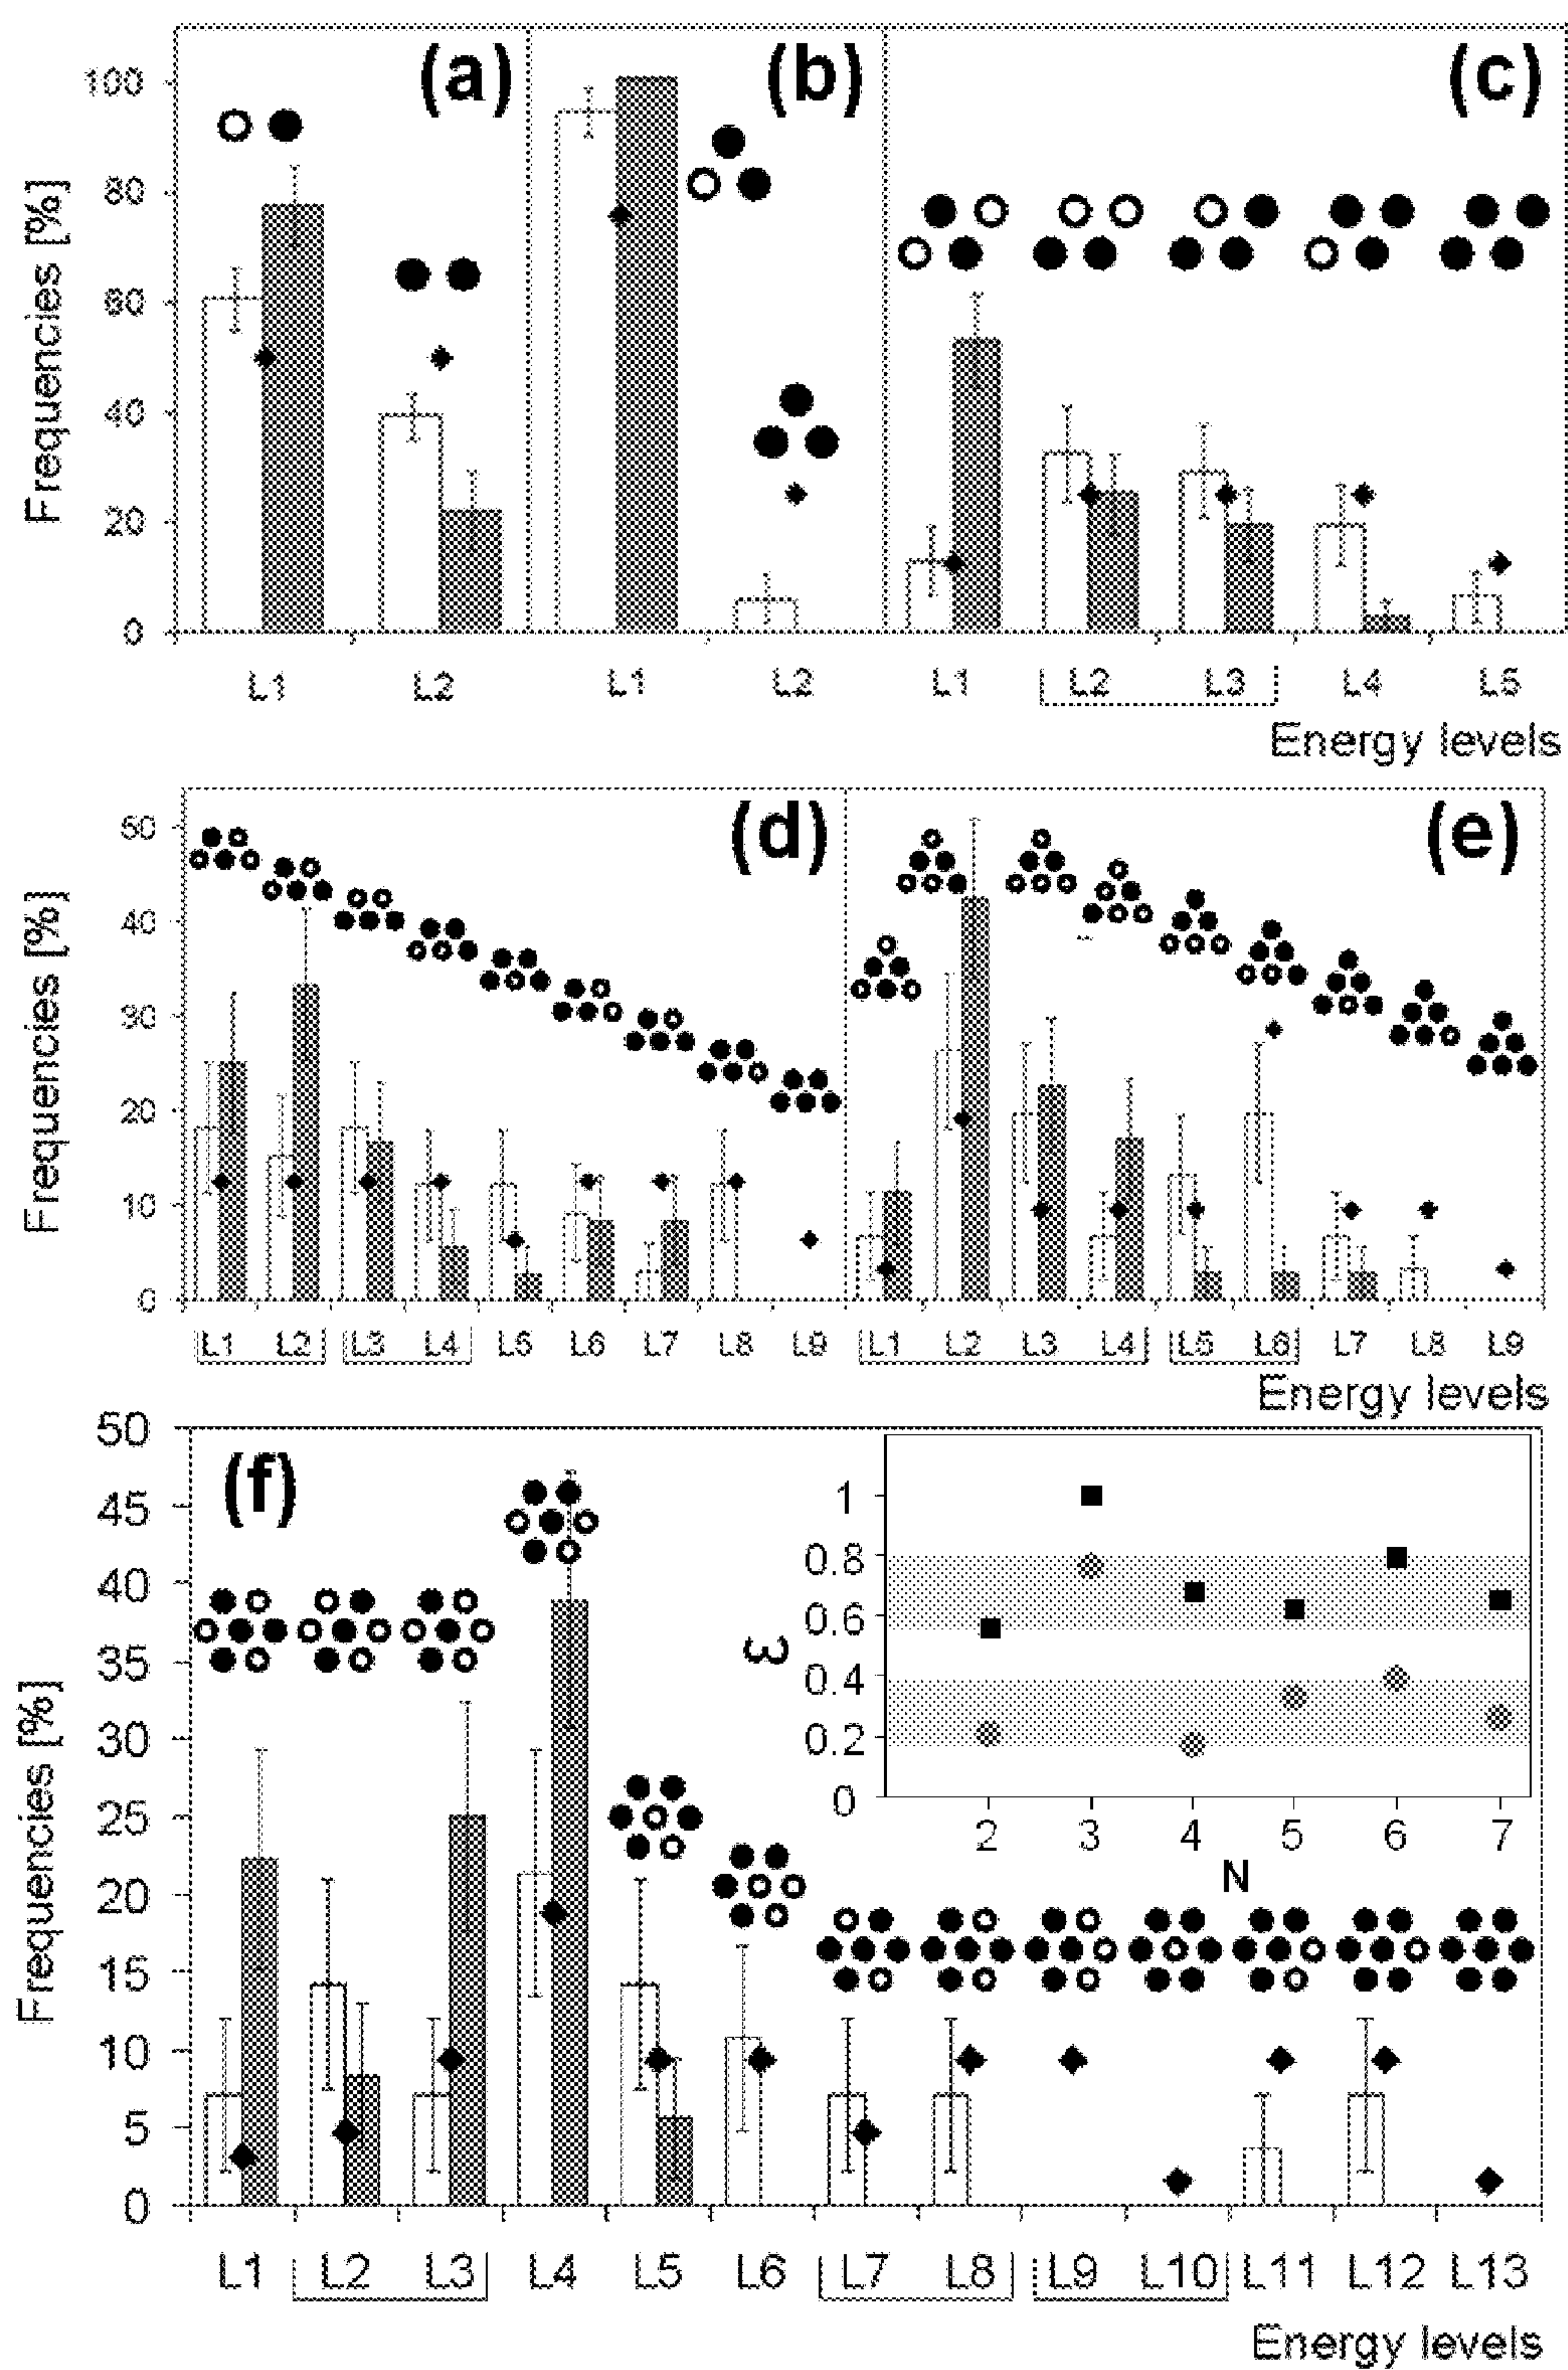 (a) (b) (c)
Frequencies [%]
100
80
60
40
20
0
L1 L2 L1 L2 L1 L2 L3 L4 L5
Energy levels
(d) (e)
Frequencies [%]
50
40
30
20
10
0
L1 L2 L3 L4 L5 L6 L7 L8 L9 L1 L2 L3 L4 L5 L6 L7 L8 L9
Energy levels
(f)
Frequencies [%]
50
45
40
35
30
25
20
15
10
5
0
ε
1
0.8
0.6
0.4
0.2
0
2 3 4 5 6 7
N
L1 L2 L3 L4 L5 L6 L7 L8 L9 L10 L11 L12 L13
Energy levels